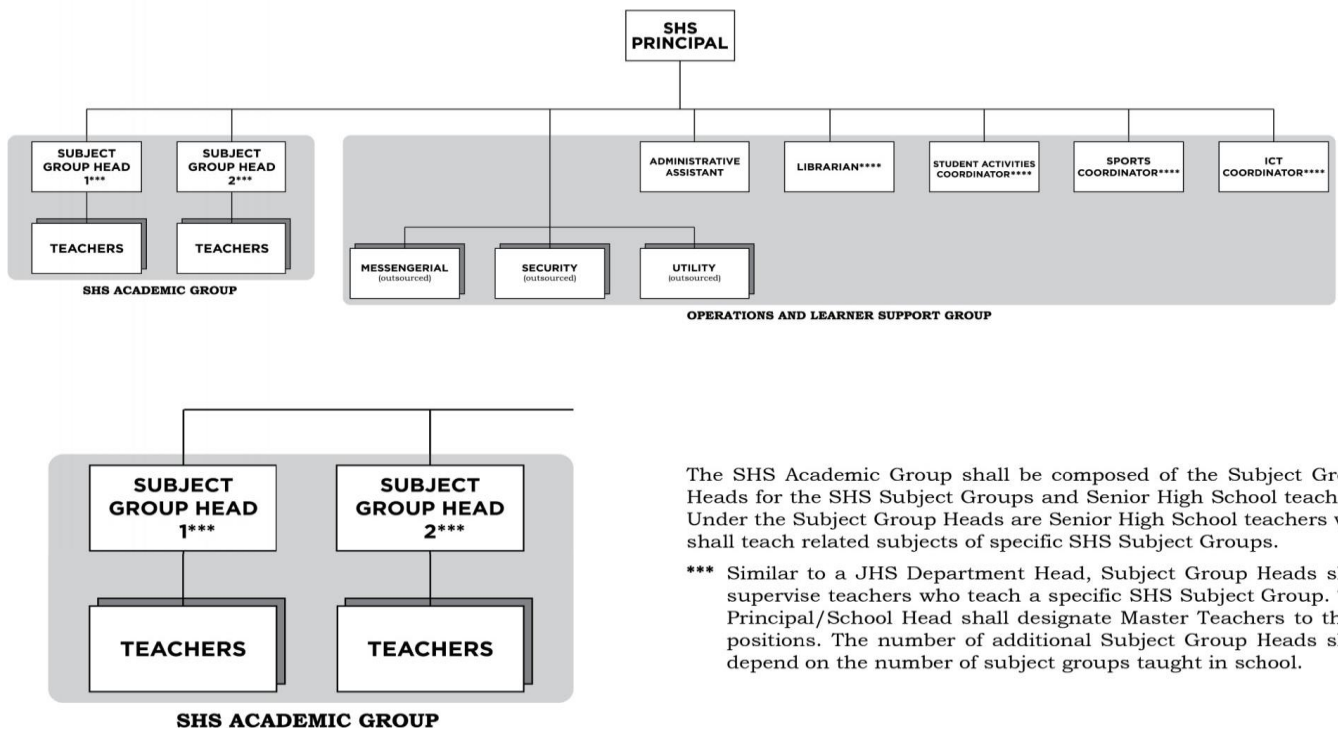 SHS
PRINCIPAL
SUBJECT
GROUP HEAD
1***
SUBJECT
GROUP HEAD
2***
TEACHERS
TEACHERS
SHS ACADEMIC GROUP
ADMINISTRATIVE
ASSISTANT
LIBRARIAN****
STUDENT ACTIVITIES
COORDINATOR****
SPORTS
COORDINATOR****
ICT
COORDINATOR****
MESSENGERIAL
(outsourced)
SECURITY
(outsourced)
UTILITY
(outsourced)
OPERATIONS AND LEARNER SUPPORT GROUP
SUBJECT
GROUP HEAD
1***
SUBJECT
GROUP HEAD
2***
TEACHERS
TEACHERS
SHS ACADEMIC GROUP
The SHS Academic Group shall be composed of the Subject
Heads for the SHS Subject Groups and Senior High School
Under the Subject Group Heads are Senior High School teachers
shall teach related subjects of specific SHS Subject Groups.
*** Similar to a JHS Department Head, Subject Group Heads
supervise teachers who teach a specific SHS Subject Group.
Principal/School Head shall designate Master Teachers to
positions. The number of additional Subject Group Heads
depend on the number of subject groups taught in school.